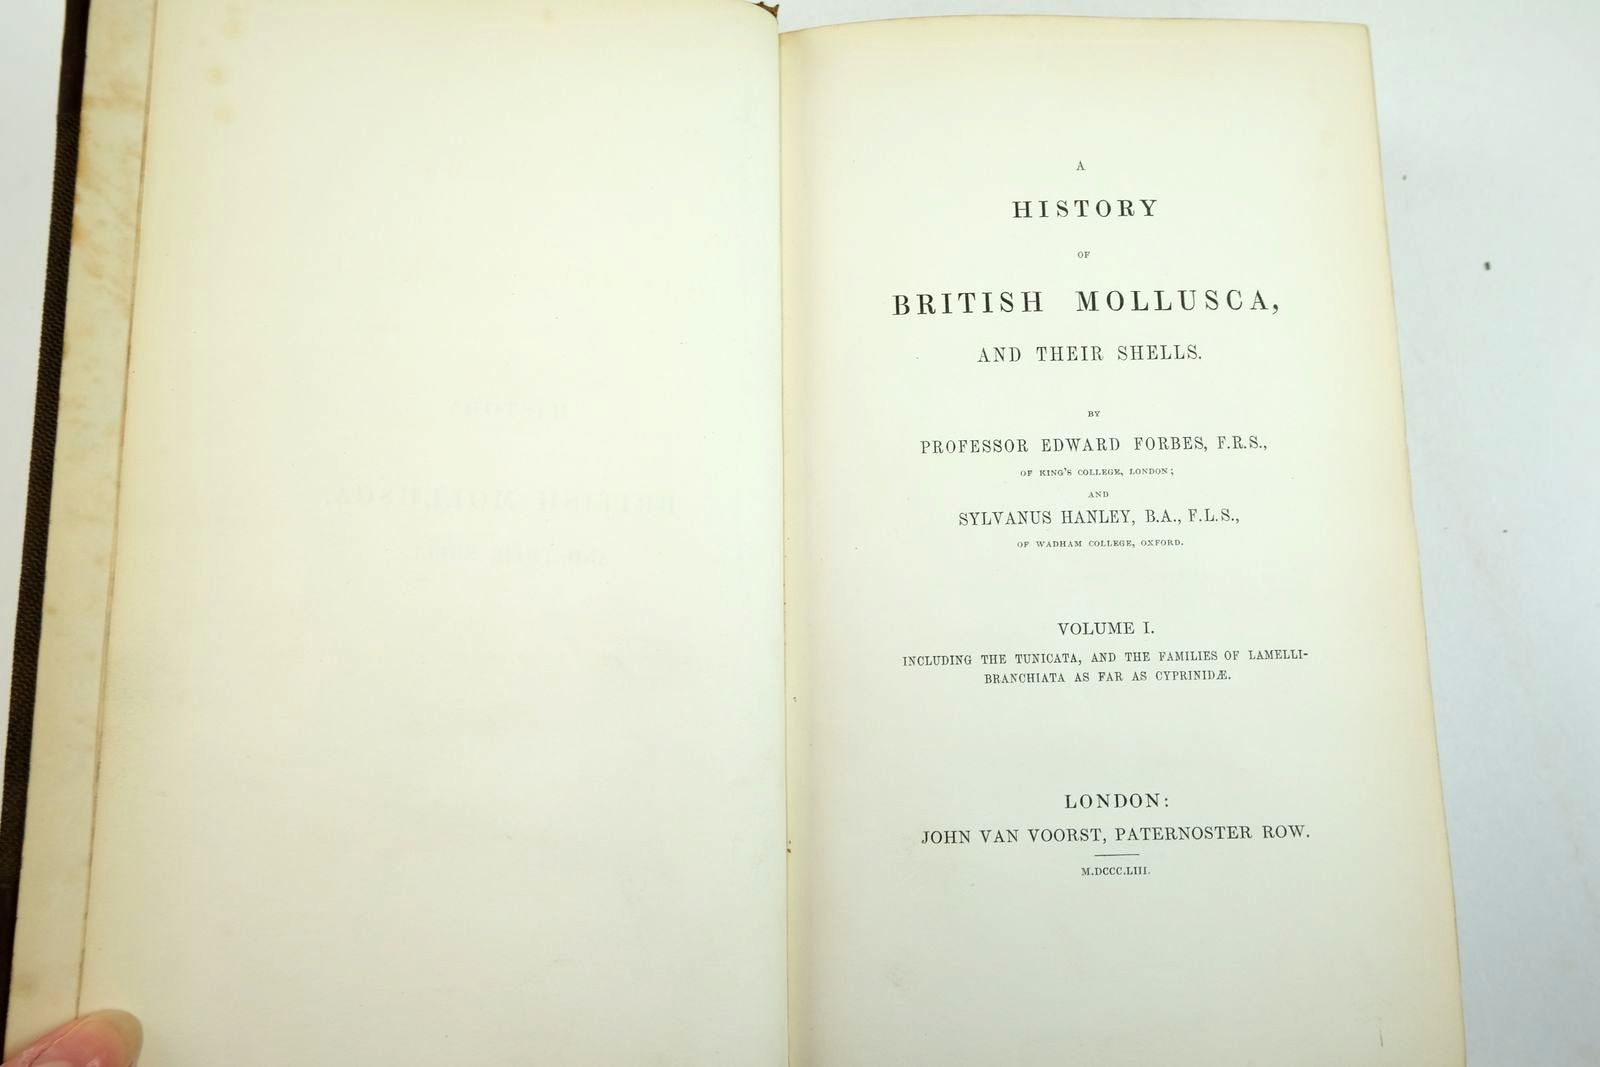 A
HISTORY
OF
BRITISH MOLLUSCA,
AND THEIR SHELLS.
BY
PROFESSOR EDWARD FORBES, F.R.S.,
OF KING'S COLLEGE, LONDON;
AND
SYLVANUS HANLEY, B.A., F.L.S.,
OF WADHAM COLLEGE, OXFORD.
VOLUME I.
INCLUDING THE TUNICATA, AND THE FAMILIES OF LAMELLI-
BRANCHIATA AS FAR AS CYPRINIDÆ.
LONDON:
JOHN VAN VOORST, PATERNOSTER ROW.
M.DCCC.LIII.